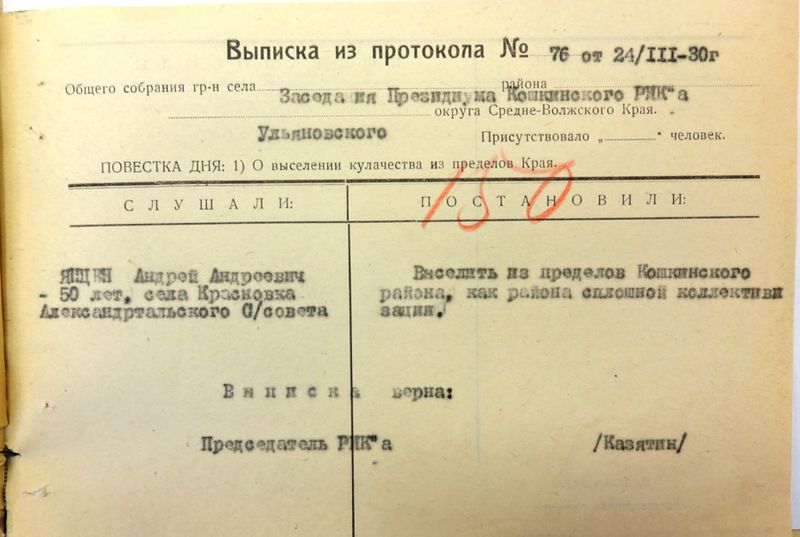 Выписка из протокола № 76 от 24/III-30г
Общего собрания гр-н села района
Заседания Президиума Кошкинского РИК"а
округа Средне-Волжского Края.
Ульяновского Присутствовало „ " человек.
ПОВЕСТКА ДНЯ: 1) О выселении кулачества из пределов Края.
150
СЛУШАЛИ: ПОСТАНОВИЛИ:
Андрей Андреевич Выселить из пределов Кошкинского
- 50 лет, села Красновка района, как района сплошной коллективи
Александртальского С/совета зации.
Выписка верна:
Председатель РИК"а /Казятин/